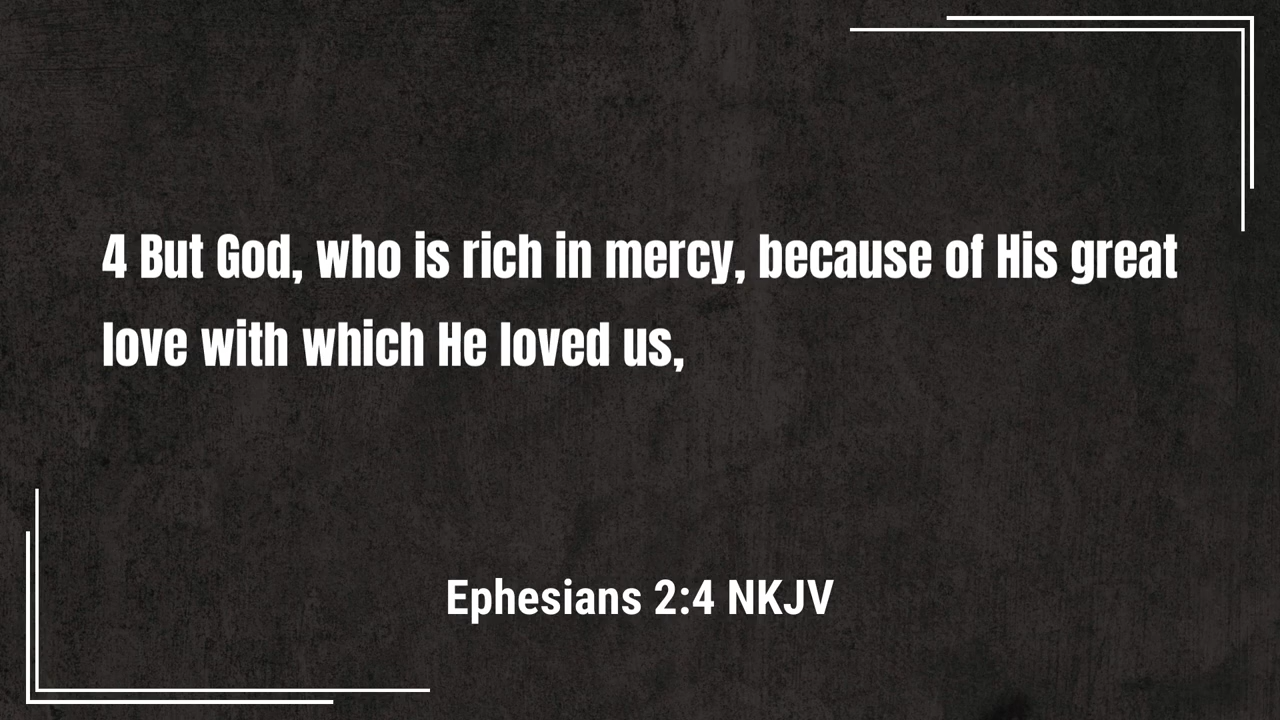 4 But God, who is rich in mercy, because of His great
love with which He loved us,
Ephesians 2:4 NKJV